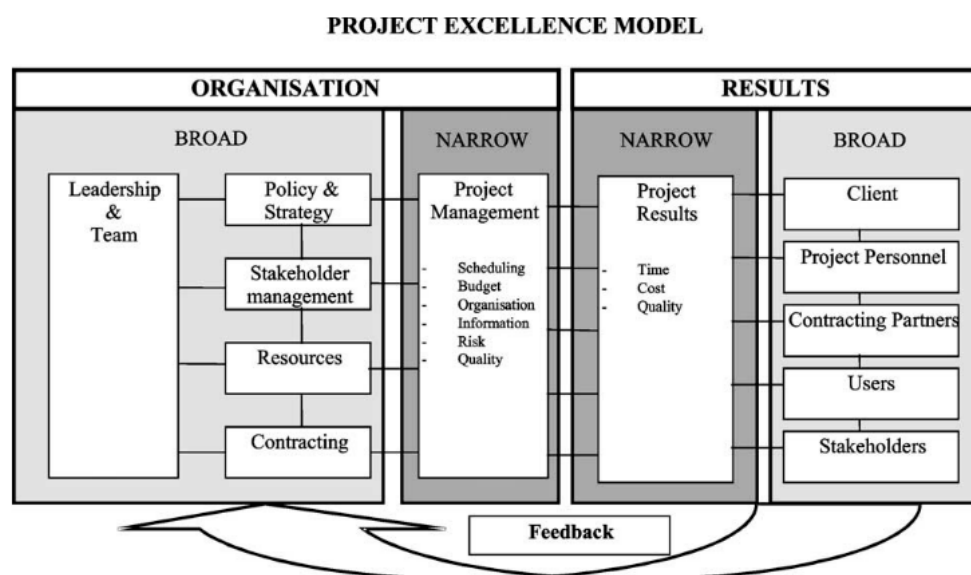 PROJECT EXCELLENCE MODEL
ORGANISATION
RESULTS
BROAD
NARROW
NARROW
BROAD
Leadership
&
Team
Policy &
Strategy
Stakeholder
management
Resources
Contracting
Project
Management
- Scheduling
- Budget
- Organisation
- Information
- Risk
- Quality
Project
Results
- Time
- Cost
- Quality
Client
Project Personnel
Contracting Partners
Users
Stakeholders
Feedback